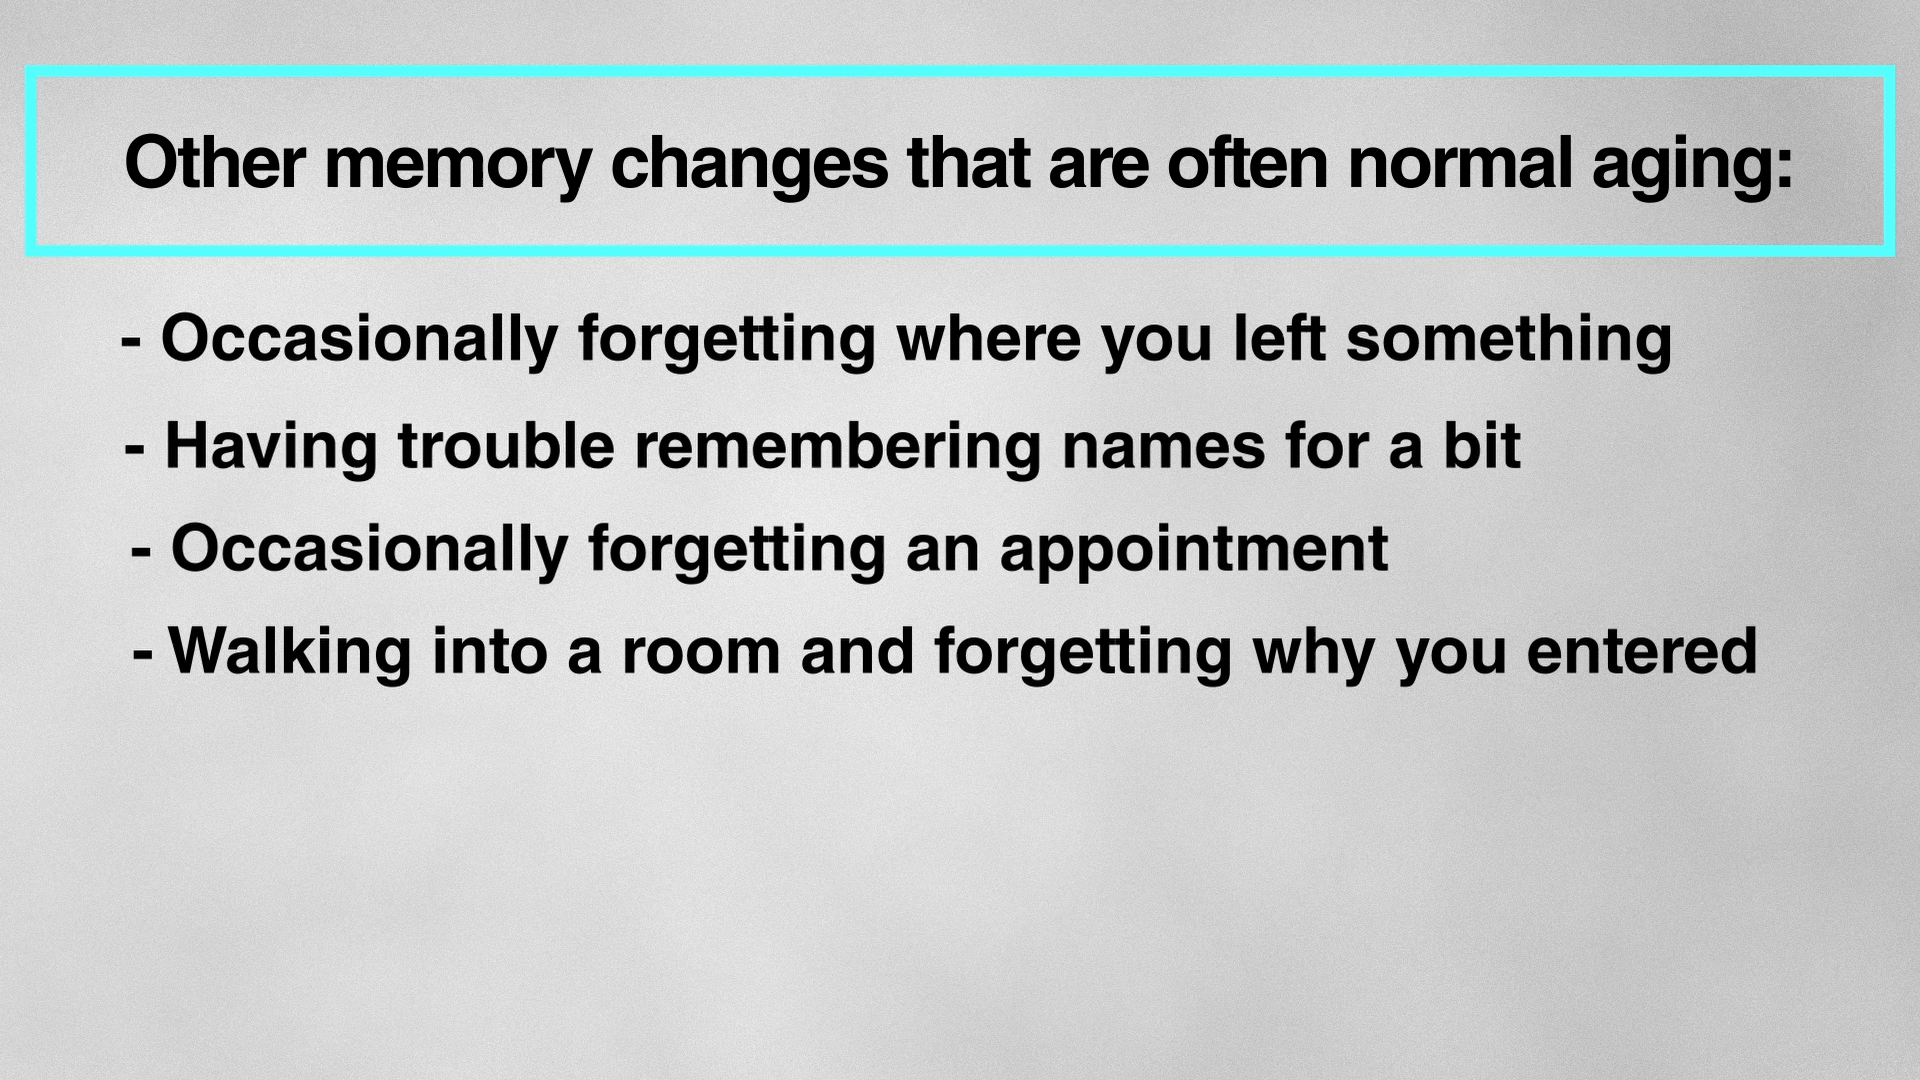 Other memory changes that are often normal aging:
- Occasionally forgetting where you left something
- Having trouble remembering names for a bit
- Occasionally forgetting an appointment
- Walking into a room and forgetting why you entered